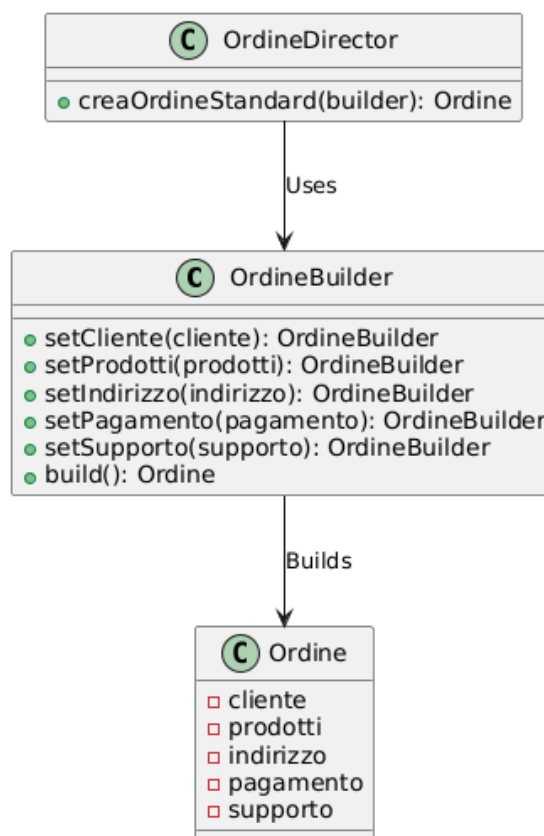 C OrdineDirector
creaOrdineStandard(builder): Ordine
Uses
C OrdineBuilder
setCliente(cliente): OrdineBuilder
setProdotti(prodotti): OrdineBuilder
setIndirizzo(indirizzo): OrdineBuilder
setPagamento(pagamento): OrdineBuilder
setSupporto(supporto): OrdineBuilder
build(): Ordine
Builds
C Ordine
cliente
prodotti
indirizzo
pagamento
supporto